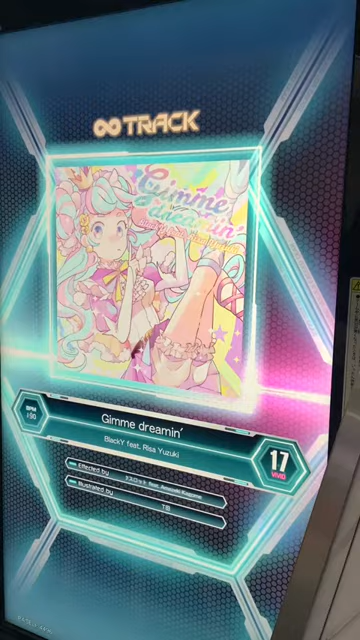 ∞ TRACK
Gimme
dreamin'
BPM
190
Gimme dreamin'
BlackY feat. Risa Yuzuki
17
VIVID
Effected by
Illustrated by